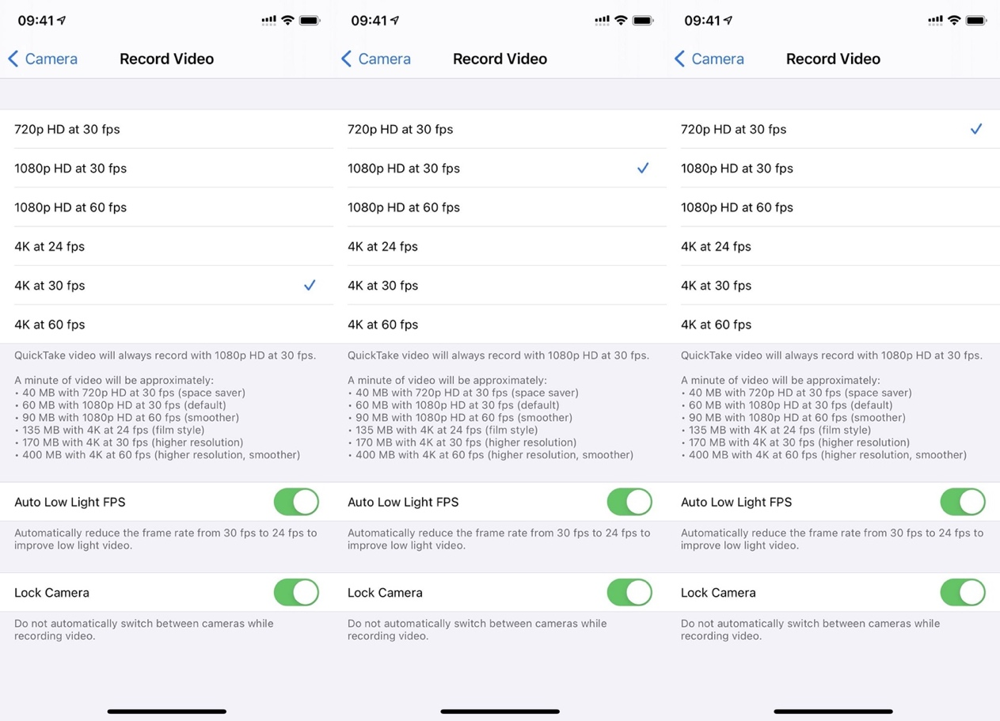 09:41
Camera
Record Video
720p HD at 30 fps
1080p HD at 30 fps
1080p HD at 60 fps
4K at 24 fps
4K at 30 fps
4K at 60 fps
QuickTake video will always record with 1080p HD at 30 fps.
A minute of video will be approximately:
• 40 MB with 720p HD at 30 fps (space saver)
• 60 MB with 1080p HD at 30 fps (default)
• 90 MB with 1080p HD at 60 fps (smoother)
• 135 MB with 4K at 24 fps (film style)
• 170 MB with 4K at 30 fps (higher resolution)
• 400 MB with 4K at 60 fps (higher resolution, smoother)
Auto Low Light FPS
Automatically reduce the frame rate from 30 fps to 24 fps to
improve low light video.
Lock Camera
Do not automatically switch between cameras while
recording video.
09:41
Camera
Record Video
720p HD at 30 fps
1080p HD at 30 fps
1080p HD at 60 fps
4K at 24 fps
4K at 30 fps
4K at 60 fps
QuickTake video will always record with 1080p HD at 30 fps.
A minute of video will be approximately:
• 40 MB with 720p HD at 30 fps (space saver)
• 60 MB with 1080p HD at 30 fps (default)
• 90 MB with 1080p HD at 60 fps (smoother)
• 135 MB with 4K at 24 fps (film style)
• 170 MB with 4K at 30 fps (higher resolution)
• 400 MB with 4K at 60 fps (higher resolution, smoother)
Auto Low Light FPS
Automatically reduce the frame rate from 30 fps to 24 fps to
improve low light video.
Lock Camera
Do not automatically switch between cameras while
recording video.
09:41
Camera
Record Video
720p HD at 30 fps
1080p HD at 30 fps
1080p HD at 60 fps
4K at 24 fps
4K at 30 fps
4K at 60 fps
QuickTake video will always record with 1080p HD at 30 fps.
A minute of video will be approximately:
• 40 MB with 720p HD at 30 fps (space saver)
• 60 MB with 1080p HD at 30 fps (default)
• 90 MB with 1080p HD at 60 fps (smoother)
• 135 MB with 4K at 24 fps (film style)
• 170 MB with 4K at 30 fps (higher resolution)
• 400 MB with 4K at 60 fps (higher resolution, smoother)
Auto Low Light FPS
Automatically reduce the frame rate from 30 fps to 24 fps to
improve low light video.
Lock Camera
Do not automatically switch between cameras while
recording video.